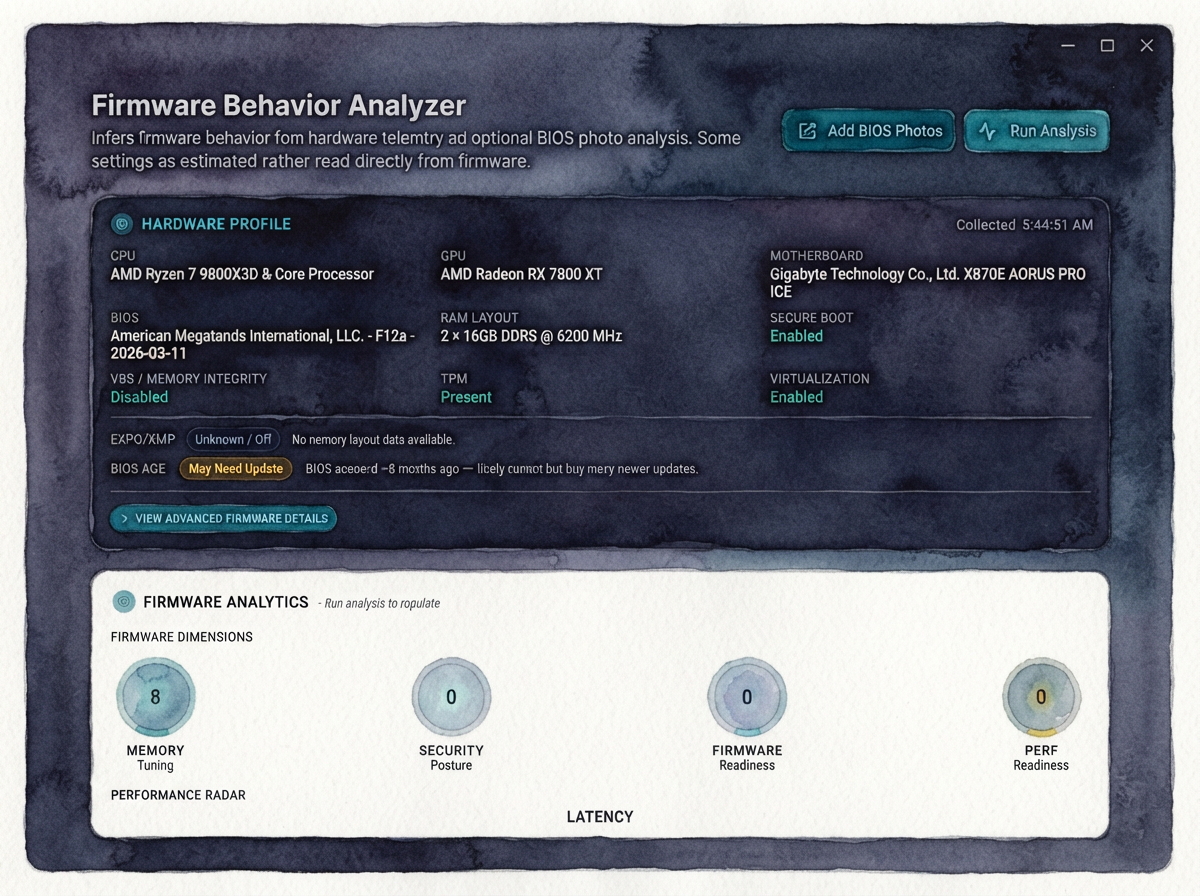 Firmware Behavior Analyzer
Infers firmware behavior fom hardware telemtry ad optional BIOS photo analysis. Some
settings as estimated rather read directly from firmware.
Add BIOS Photos
Run Anslysis
HARDWARE PROFILE
Collected 5:44:51 AM
CPU
AMD Ryzen 7 9800X3D & Core Processor
GPU
AMD Radeon RX 7800 XT
MOTHERBOARD
Gigabyte Technology Co., Ltd. X870E AORUS PRO
ICE
BIOS
American Megatands International, LLC. - F12a -
2026-03-11
RAM LAYOUT
2 × 16GB DDRS @ 6200 MHz
SECURE BOOT
Enabled
VBS / MEMORY INTEGRITY
Disabled
TPM
Present
VIRTUALIZATION
Enabled
EXPO/XMP
Unknown / Off
No nemory layout data avaliable.
BIOS AGE
May Need Updste
BIOS ~8 ago — but buy newer updates.
VIEW ADVANCED FIRMWARE DETAILS
FIRMWARE ANALYTICS - Run analysis to ropulate
FIRMWARE DIMENSIONS
8
MEMORY
Tuning
0
SECURITY
Posture
0
FIRMWARE
Readiness
0
PERF
Readiness
PERFORMANCE RADAR
LATENCY